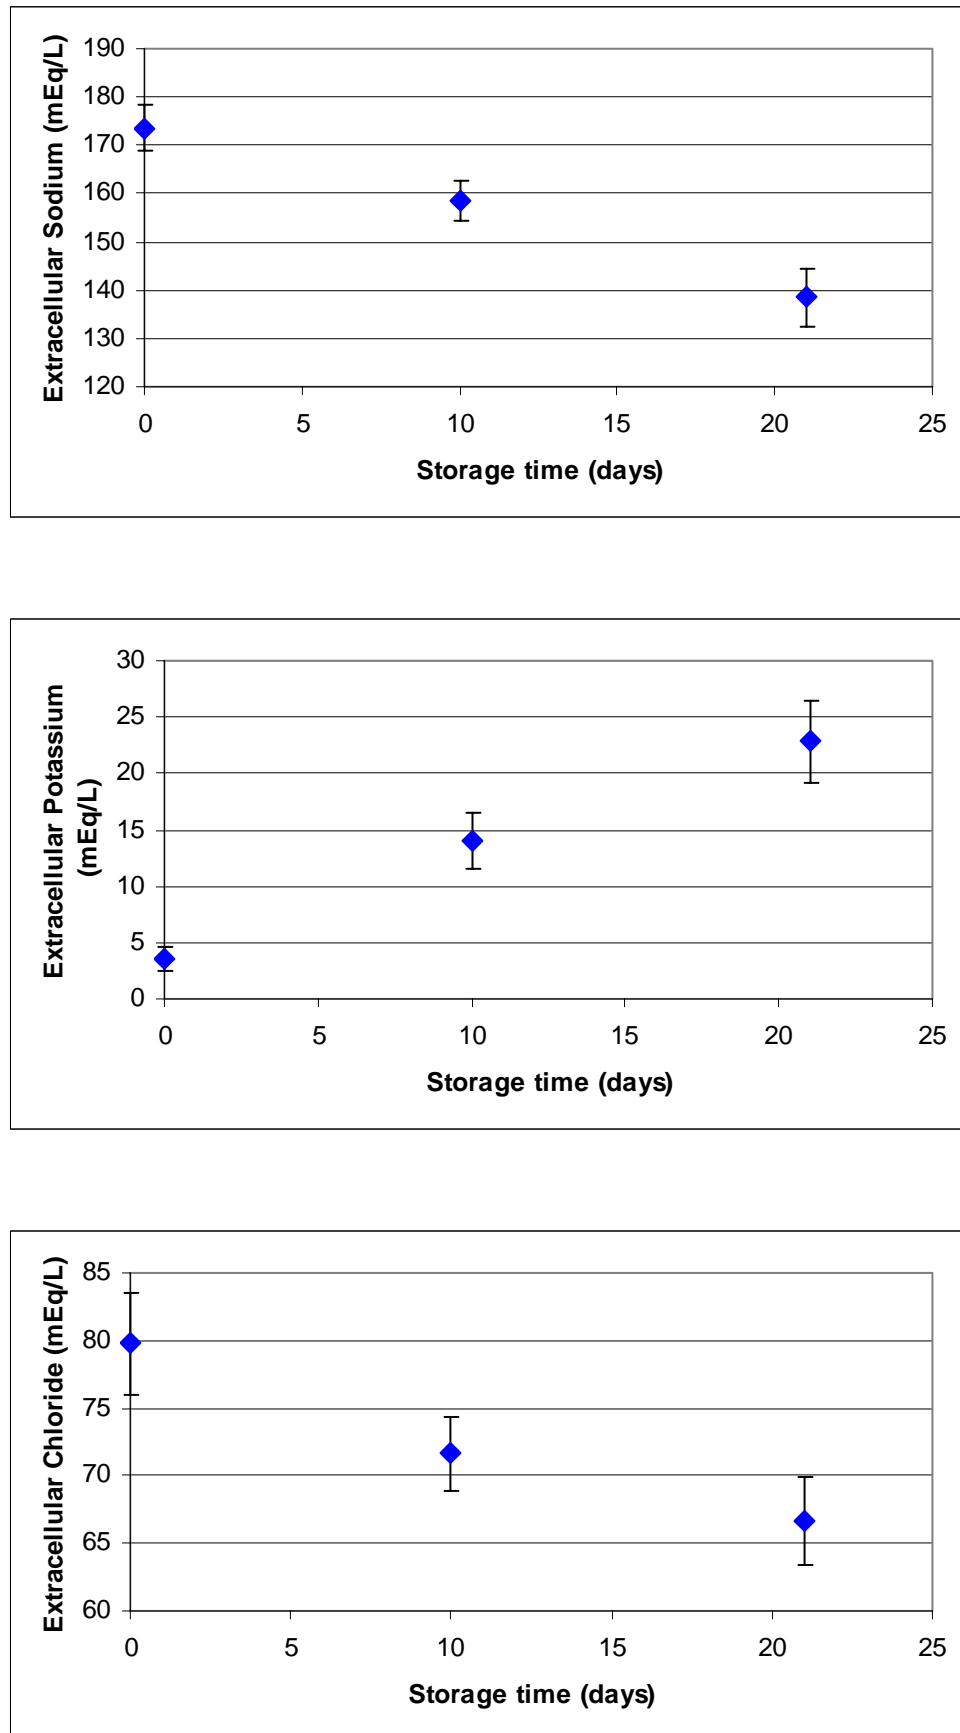 Extracellular Sodium (mEq/L)
190
180
170
160
150
140
130
120
0 5 10 15 20 25
Storage time (days)
Extracellular Potassium
(mEq/L)
30
25
20
15
10
5
0
0 5 10 15 20 25
Storage time (days)
Extracellular Chloride (mEq/L)
85
80
75
70
65
60
0 5 10 15 20 25
Storage time (days)